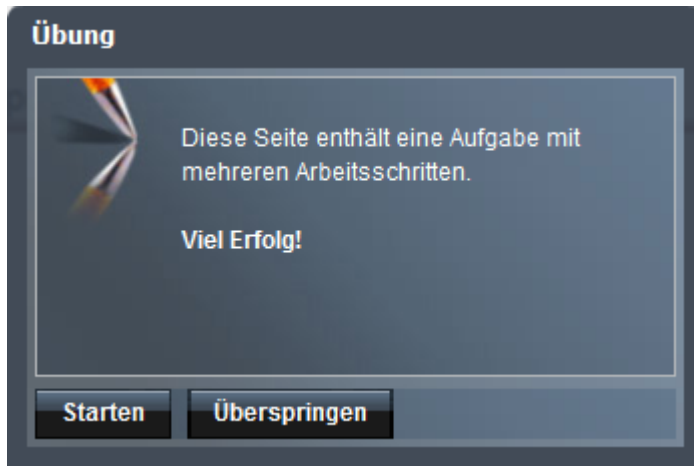 Übung
Diese Seite enthält eine Aufgabe mit
mehreren Arbeitsschritten.
Viel Erfolg!
Starten
Überspringen